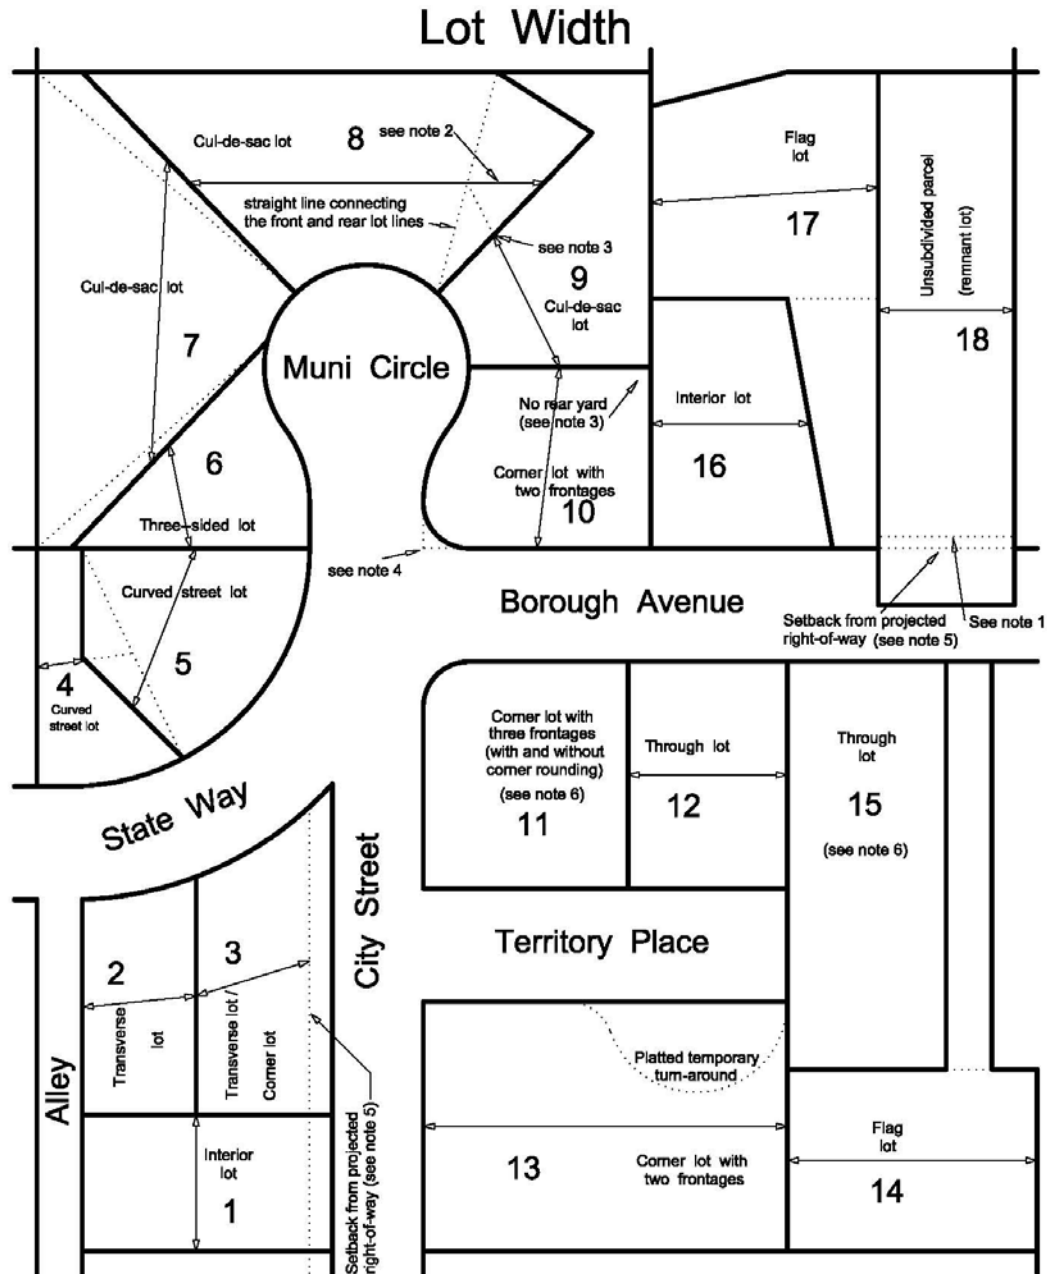 Lot Width
Cul-de-sac lot
8
see note 2
straight line connecting
the front and rear lot lines
see note 3
9
Cul-de-sac
lot
Flag
lot
17
Unsubdivided parcel
(remnant lot)
18
Cul-de-sac lot
7
Muni Circle
No rear yard
(see note 3)
Interior lot
16
6
Three-sided lot
Corner lot with
two frontages
10
see note 4
Curved street lot
5
4
Curved
street lot
Borough Avenue
Setback from projected
right-of-way (see note 5)
See note 1
Corner lot with
three frontages
(with and without
corner rounding)
(see note 6)
11
Through lot
12
Through
lot
15
(see note 6)
State Way
City Street
Territory Place
2
Transverse
lot
3
Transverse lot /
Corner lot
Alley
Setback from projected
right-of-way (see note 5)
Interior
lot
1
Platted temporary
turn-around
13
Corner lot with
two frontages
Flag
lot
14